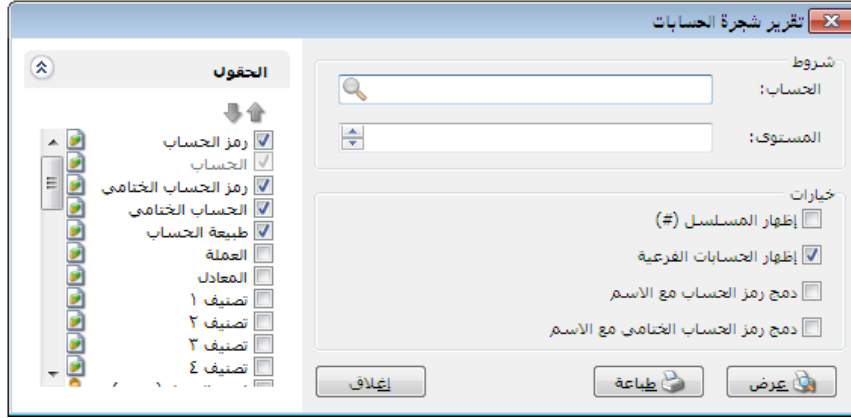 تقرير شجرة الحسابات
شروط
الحساب:
المستوى:
خيارات
إظهار المسلسل (#)
إظهار الحسابات الفرعية
دمج رمز الحساب مع الاسم
دمج رمز الحساب الختامي مع الاسم
عرض
طباعة
إغلاق
الحقول
رمز الحساب
الحساب
رمز الحساب الختامي
الحساب الختامي
طبيعة الحساب
العملة
المعادل
تصنيف ١
تصنيف ٢
تصنيف ٣
تصنيف ٤